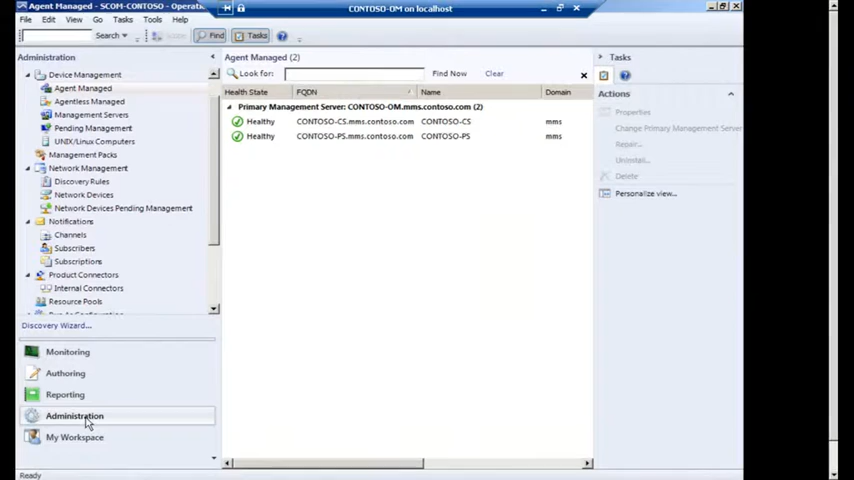 Agent Managed - SCOM-CONTOSO - Operatio
CONTOSO-OM on localhost
File Edit View Go Tasks Tools Help
Search
Find
Tasks
Administration
Device Management
Agent Managed
Agentless Managed
Management Servers
Pending Management
UNIX/Linux Computers
Management Packs
Network Management
Discovery Rules
Network Devices
Network Devices Pending Management
Notifications
Channels
Subscribers
Subscriptions
Product Connectors
Internal Connectors
Resource Pools
Discovery Wizard...
Monitoring
Authoring
Reporting
Administration
My Workspace
Ready
Agent Managed (2)
Look for:
Find Now
Clear
Health State FQDN Name Domain
Primary Management Server: CONTOSO-OM.mms.contoso.com (2)
Healthy CONTOSO-CS.mms.contoso.com CONTOSO-CS mms
Healthy CONTOSO-PS.mms.contoso.com CONTOSO-PS mms
Tasks
Actions
Properties
Change Primary Management Server
Repair...
Uninstall...
Delete
Personalize view...